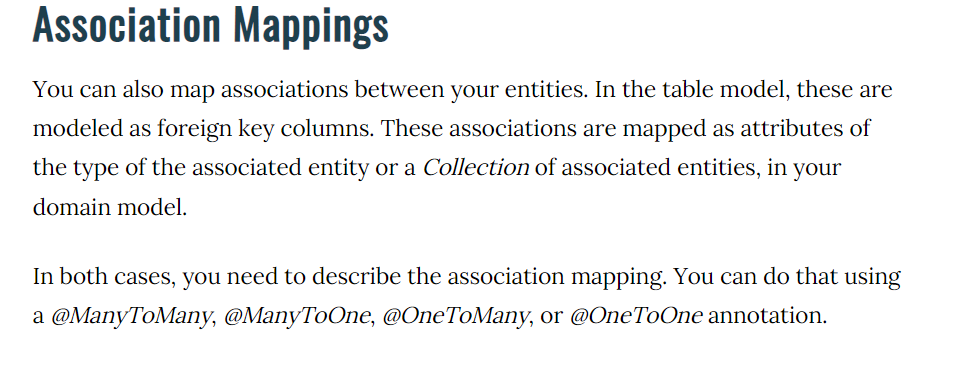 Association Mappings
You can also map associations between your entities. In the table model, these are
modeled as foreign key columns. These associations are mapped as attributes of
the type of the associated entity or a Collection of associated entities, in your
domain model.
In both cases, you need to describe the association mapping. You can do that using
a @ManyToMany, @ManyToOne, @OneToMany, or @OneToOne annotation.